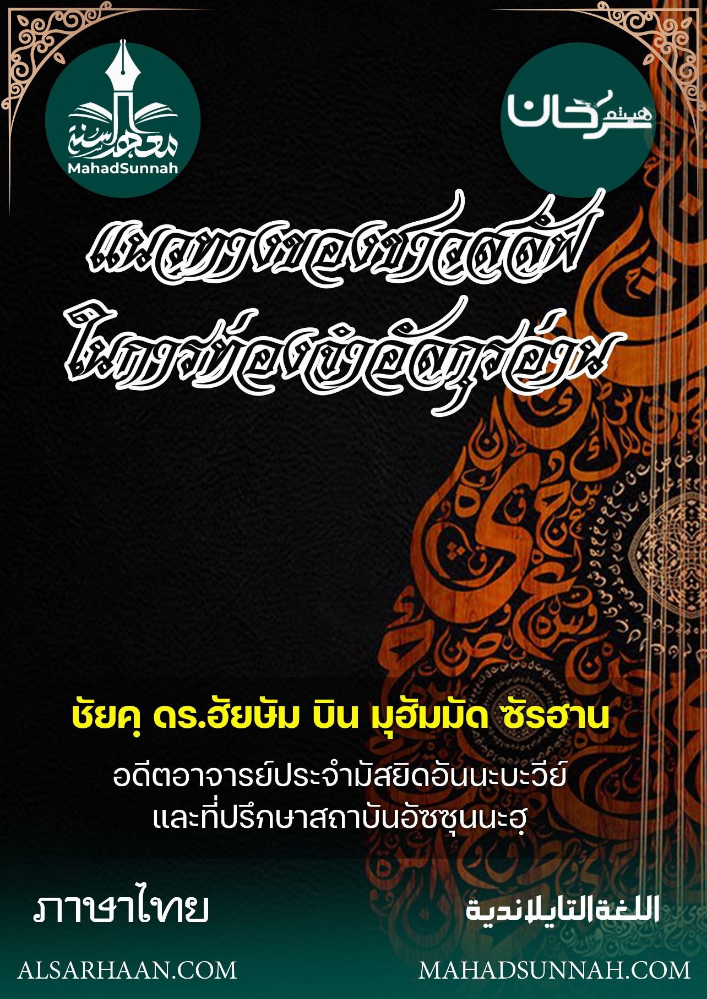 معهد السنة
MahadSunnah
هيثم سرحان
แนวทางของชาวสลัฟ
ในการท่องจำอัลกุรอ่าน
ชัยคฺ ดร.ฮัยษัม บิน มุฮัมมัด ซัรฮาน
อดีตอาจารย์ประจำมัสยิดอันนะบะวีย์
และที่ปรึกษาสถาบันอัซซุนนะฮฺ
ภาษาไทย
اللغة التايلاندية
ALSARHAAN.COM
MAHADSUNNAH.COM